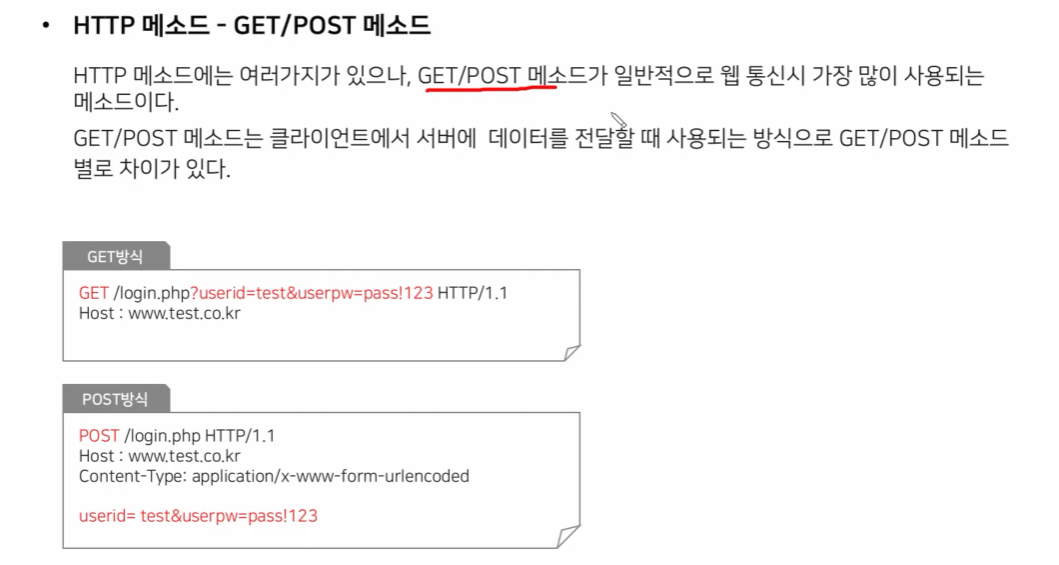 • HTTP 메소드 - GET/POST 메소드
HTTP 메소드에는 여러가지가 있으나, GET/POST 메소드가 일반적으로 웹 통신시 가장 많이 사용되는
메소드이다.
GET/POST 메소드는 클라이언트에서 서버에 데이터를 전달할 때 사용되는 방식으로 GET/POST 메소드
별로 차이가 있다.
GET방식
GET /login.php?userid=test&userpw=pass!123 HTTP/1.1
Host : www.test.co.kr
POST방식
POST /login.php HTTP/1.1
Host : www.test.co.kr
Content-Type: application/x-www-form-urlencoded
userid= test&userpw=pass!123